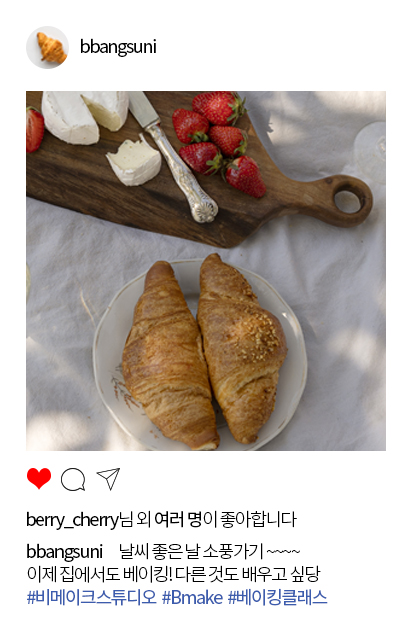 bbangsuni
berry_cherry님 외 여러 명이 좋아합니다
bbangsuni 날씨 좋은 날 소풍가기 ~~~~
이제 집에서도 베이킹! 다른 것도 배우고 싶당
#비메이크스튜디오 #Bmake #베이킹클래스